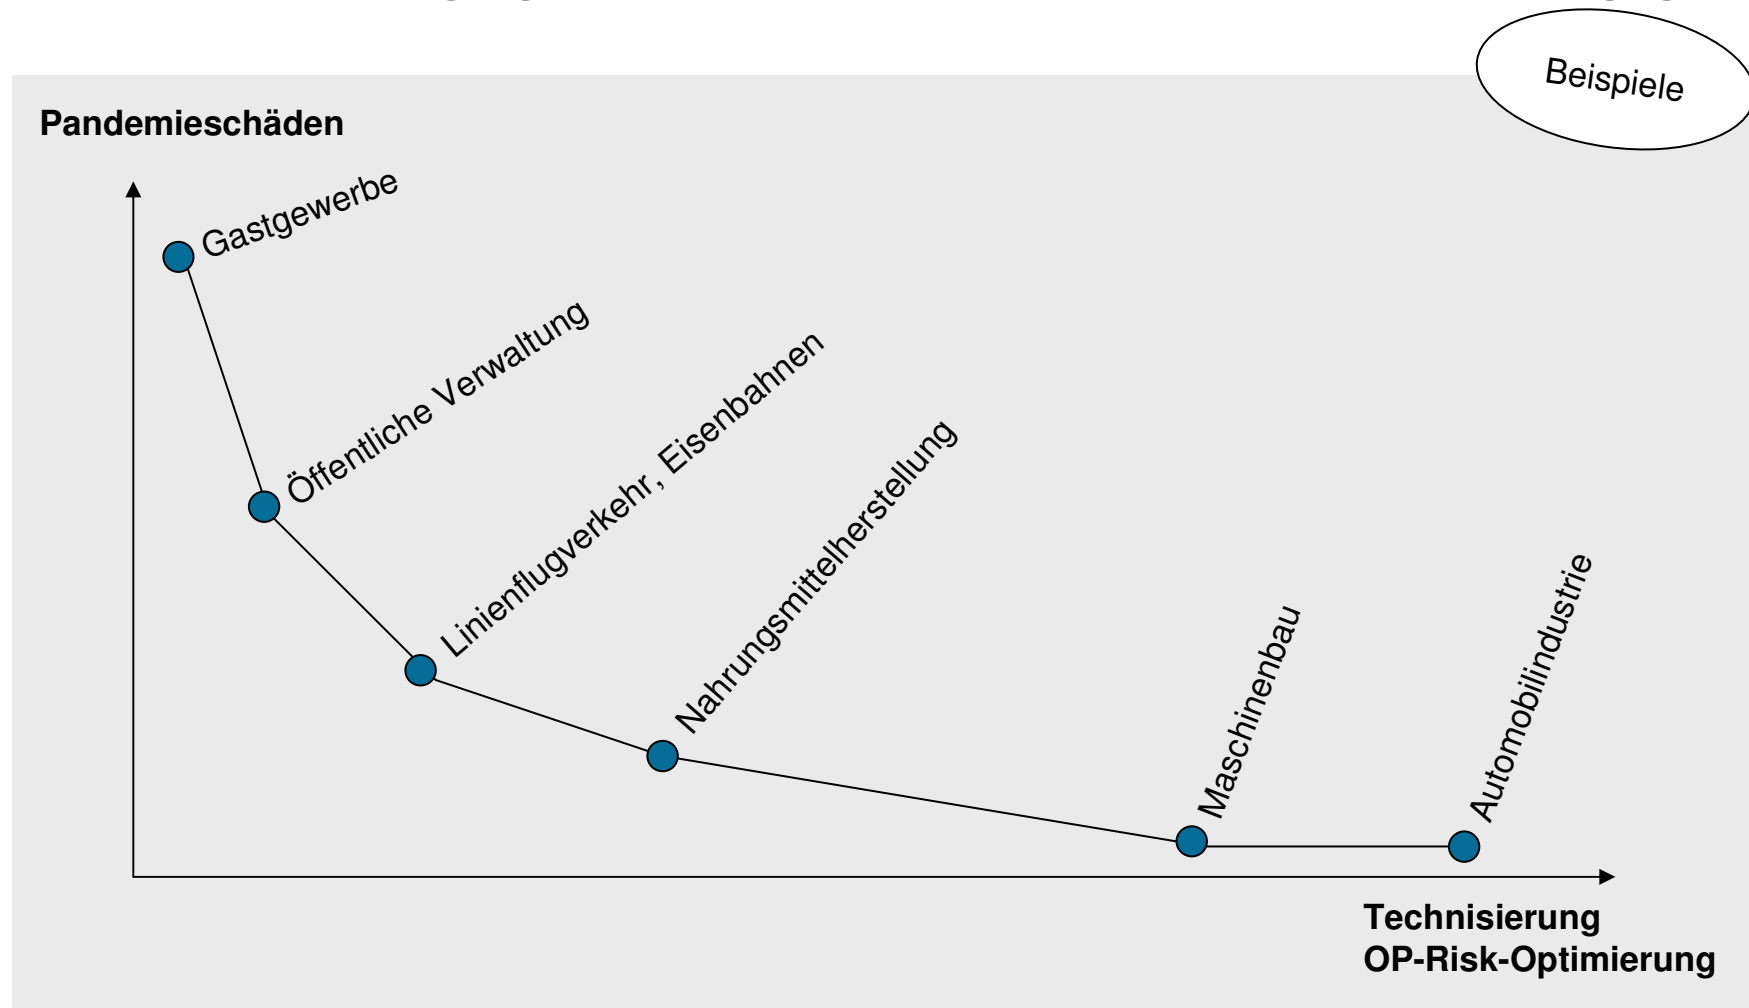 Beispiele
Pandemieschäden
Gastgewerbe
Öffentliche Verwaltung
Linienflugverkehr, Eisenbahnen
Nahrungsmittelherstellung
Maschinenbau
Automobilindustrie
Technisierung
OP-Risk-Optimierung